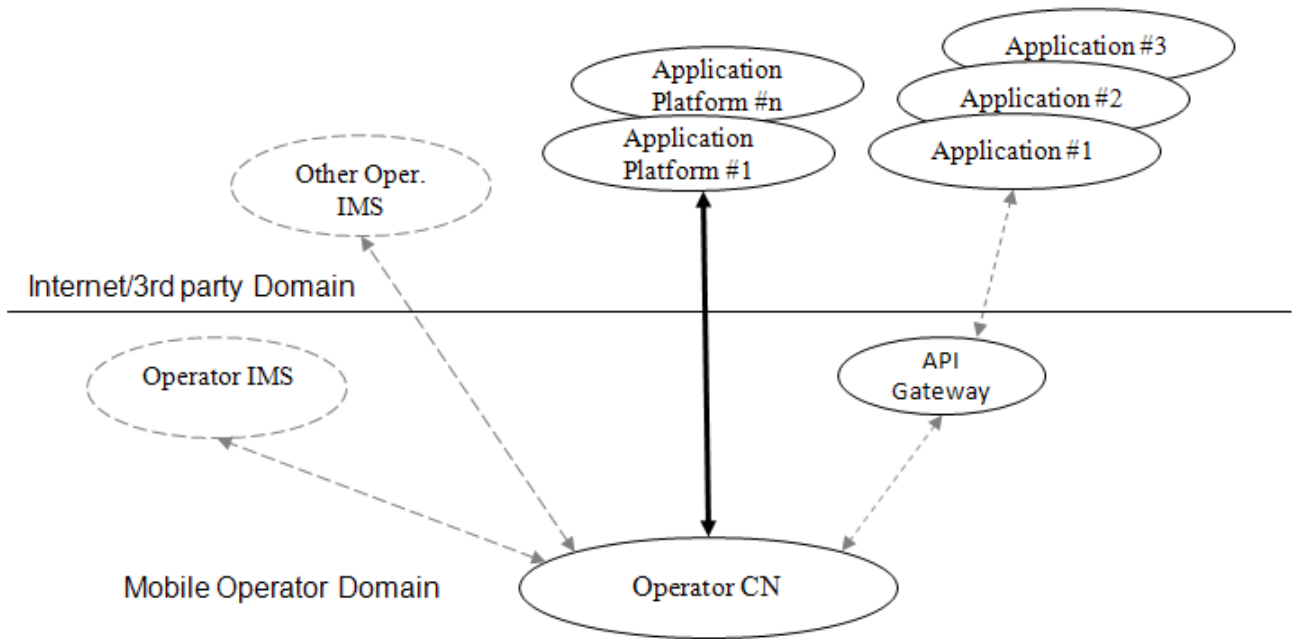 Application #3
Application
Platform #n
Application #2
Application
Platform #1
Application #1
Other Oper.
IMS
Internet/3rd party Domain
Operator IMS
API
Gateway
Mobile Operator Domain
Operator CN